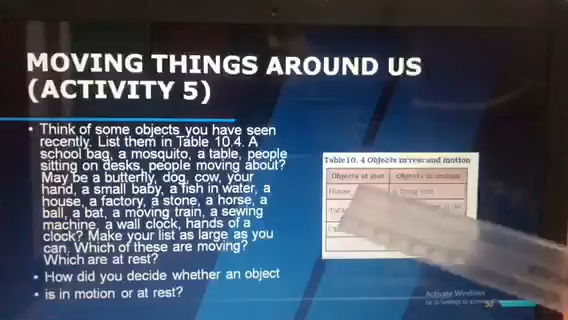 MOVING THINGS AROUND US
(ACTIVITY 5)
• Think of some objects you have seen
recently. List them in Table 10.4. A
school bag, a mosquito, a table, people
sitting on desks, people moving about?
May be a butterfly, dog, cow, your
hand, a small baby, a fish in water, a
house, a factory, a stone, a horse, a
ball, a bat, a moving train, a sewing
machine, a wall clock, hands of a
clock? Make your list as large as you
can. Which of these are moving?
Which are at rest?
• How did you decide whether an object
• is in motion or at rest?
Table10. 4 Objects in rest and motion
Objects at rest Objects in motion
House
Activate Windows